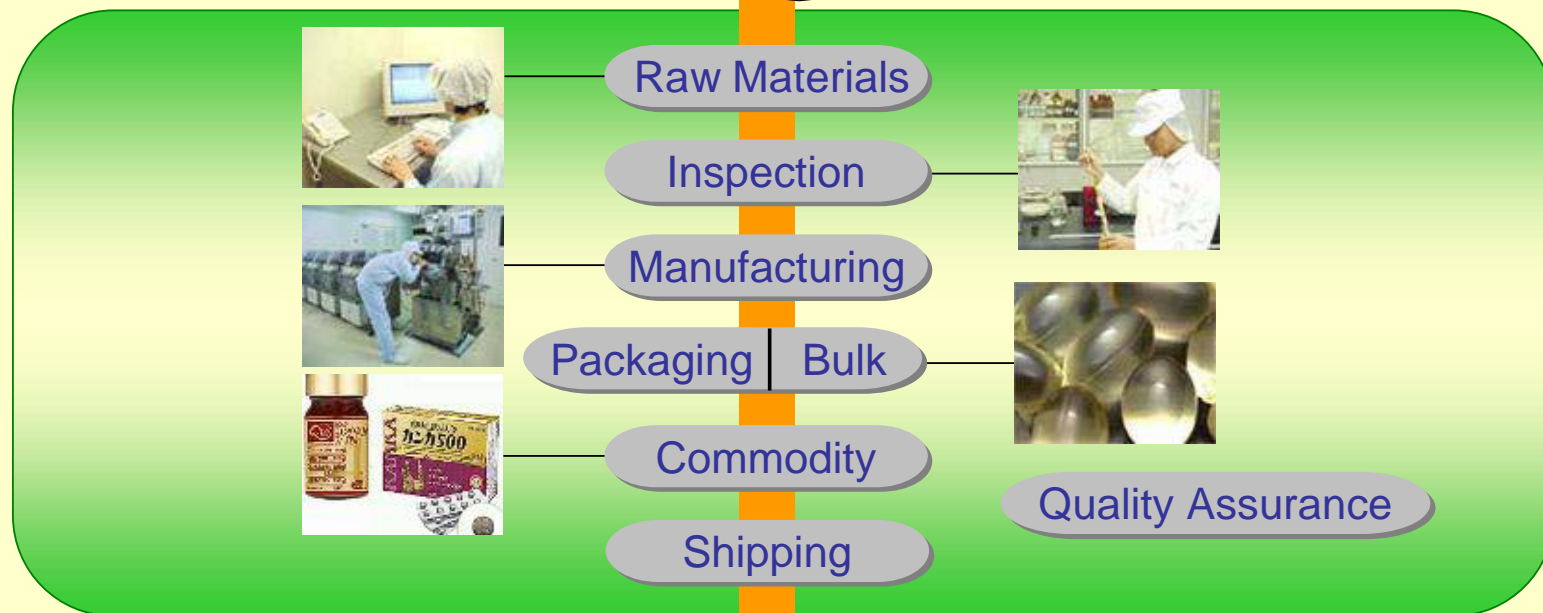 Raw Materials
Inspection
Manufacturing
Packaging
Bulk
カンカ500
Commodity
Quality Assurance
Shipping